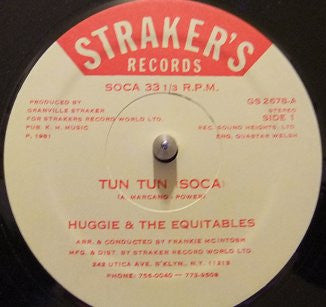 STRAKER'S
RECORDS
SOCA 33 1/3 R.P.M.
PRODUCED BY
GRANVILLE STRAKER
FOR STRAKERS RECORD WORLD LTD.
PUB. K. H. MUSIC
P. 1981
GS 2678-A
STEREO
SIDE 1
REC. SOUND HEIGHTS LTD.
ENG. QUASTAR WELSH
TUN TUN (SOCA)
(A. MARCANO - POWER)
HUGGIE & THE EQUITABLES
ARR. & CONDUCTED BY FRANKIE McINTOSH
MFG. & DIST. BY STRAKER RECORD WORLD LTD.
242 UTICA AVE. B'KLYN., N.Y. 11213
PHONE: 756-0040 — 773-9508